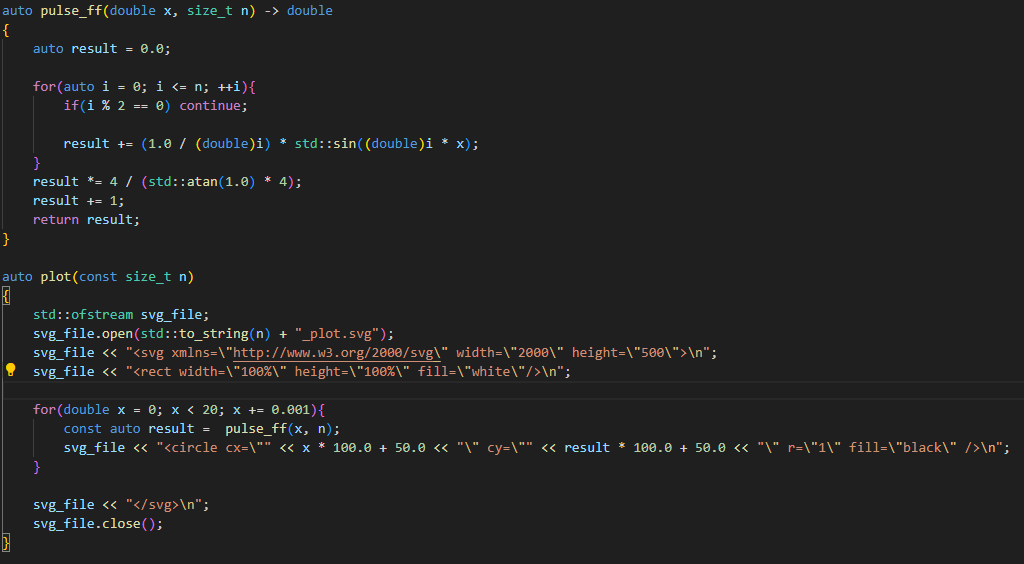 auto pulse_ff(double x, size_t n) -> double
{
    auto result = 0.0;

    for(auto i = 0; i <= n; ++i){
        if(i % 2 == 0) continue;

        result += (1.0 / (double)i) * std::sin((double)i * x);
    }
    result *= 4 / (std::atan(1.0) * 4);
    result += 1;
    return result;
}

auto plot(const size_t n)
{
    std::ofstream svg_file;
    svg_file.open(std::to_string(n) + "_plot.svg");
    svg_file << "<svg xmlns=\"http://www.w3.org/2000/svg\" width=\"2000\" height=\"500\">\n";
    svg_file << "<rect width=\"100%\" height=\"100%\" fill=\"white\"/>\n";

    for(double x = 0; x < 20; x += 0.001){
        const auto result =  pulse_ff(x, n);
        svg_file << "<circle cx=\"" << x * 100.0 + 50.0 << "\" cy=\"" << result * 100.0 + 50.0 << "\" r=\"1\" fill=\"black\" />\n";
    }

    svg_file << "</svg>\n";
    svg_file.close();
}